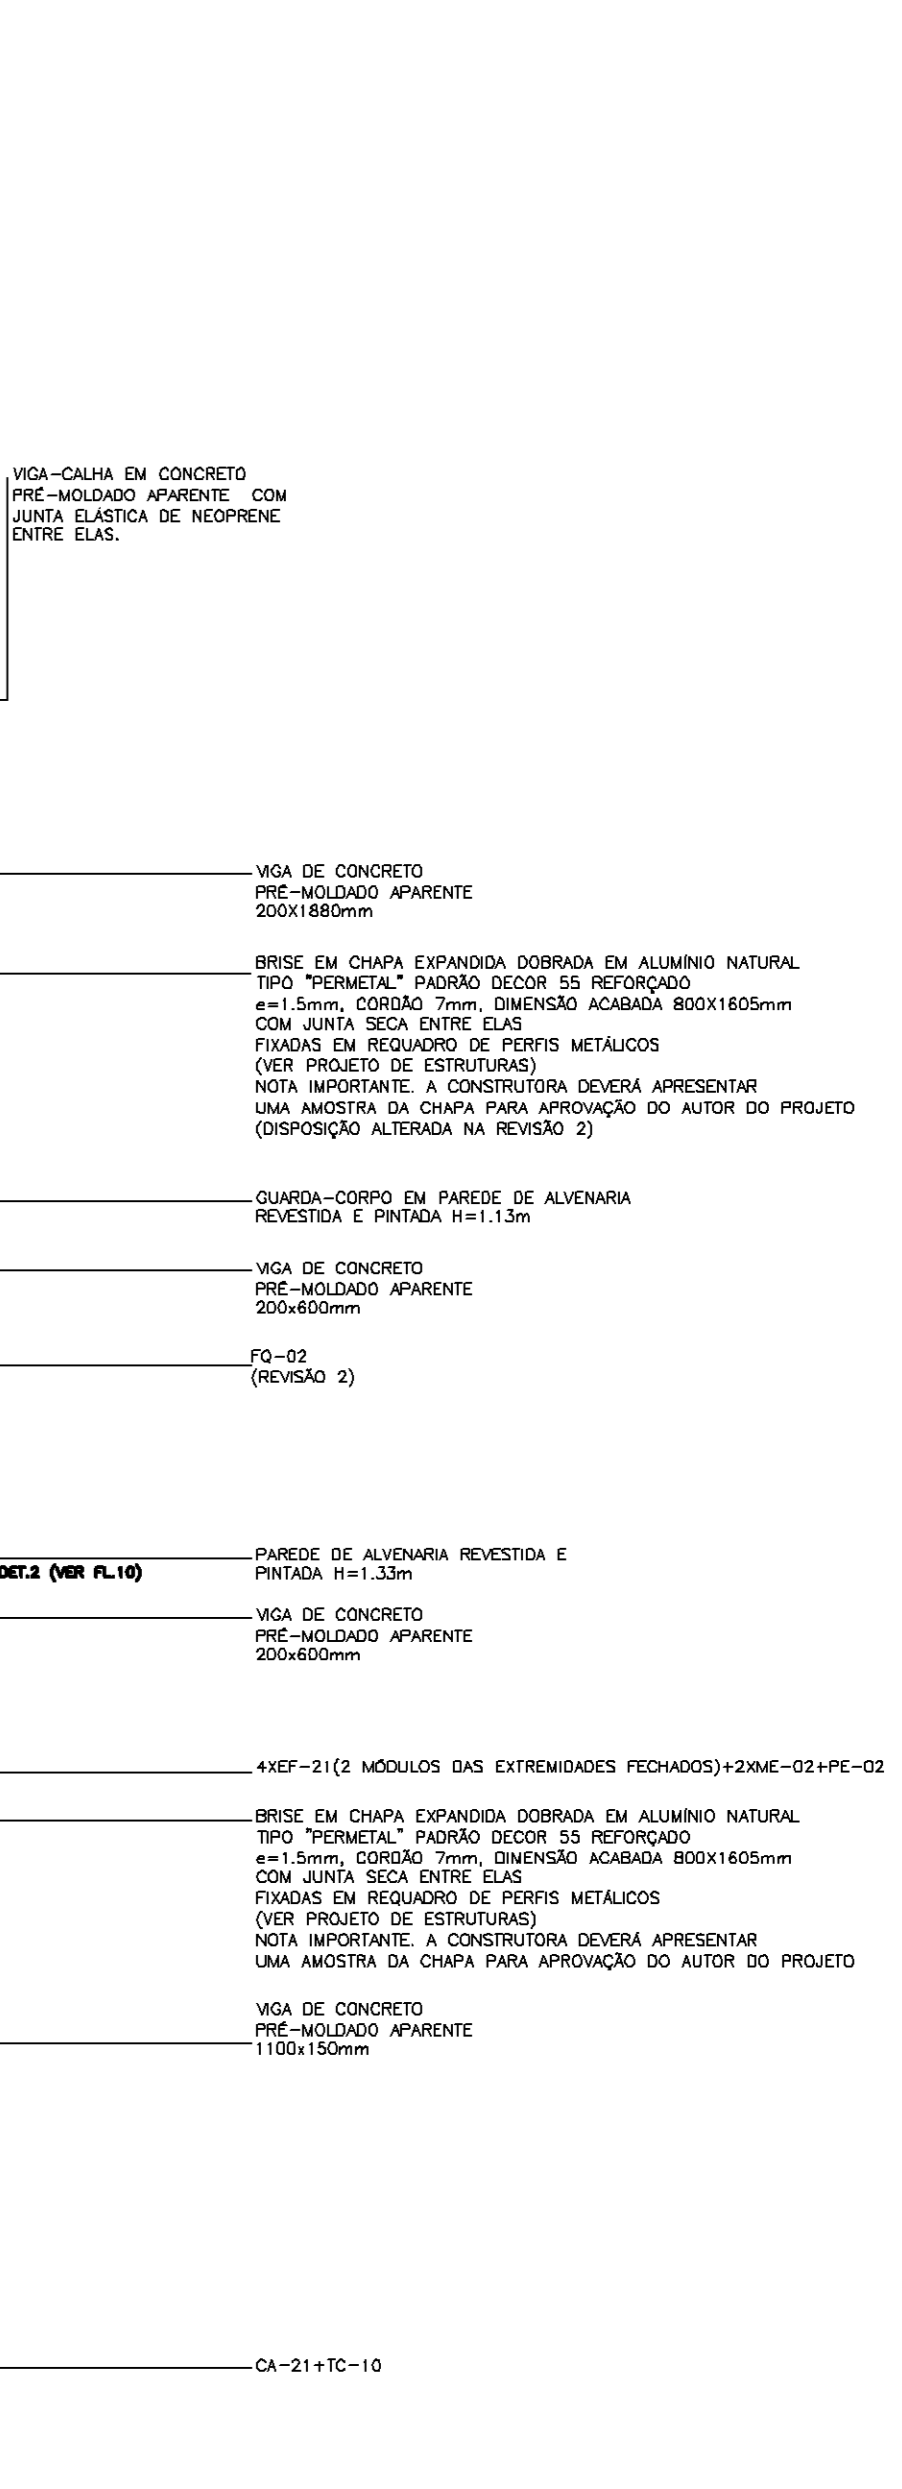 VIGA-CALHA EM CONCRETO
PRÉ-MOLDADO APARENTE COM
JUNTA ELÁSTICA DE NEOPRENE
ENTRE ELAS.
VIGA DE CONCRETO
PRÉ-MOLDADO APARENTE
200X1880mm
BRISE EM CHAPA EXPANDIDA DOBRADA EM ALUMÍNIO NATURAL
TIPO "PERMETAL" PADRÃO DECOR 55 REFORÇADO
e=1.5mm, CORDÃO 7mm, DIMENSÃO ACABADA 800X1605mm
COM JUNTA SECA ENTRE ELAS
FIXADAS EM REQUADRO DE PERFIS METÁLICOS
(VER PROJETO DE ESTRUTURAS)
NOTA IMPORTANTE. A CONSTRUTORA DEVERÁ APRESENTAR
UMA AMOSTRA DA CHAPA PARA APROVAÇÃO DO AUTOR DO PROJETO
(DISPOSIÇÃO ALTERADA NA REVISÃO 2)
GUARDA-CORPO EM PAREDE DE ALVENARIA
REVESTIDA E PINTADA H=1.13m
VIGA DE CONCRETO
PRÉ-MOLDADO APARENTE
200x600mm
FQ-02
(REVISÃO 2)
PAREDE DE ALVENARIA REVESTIDA E
DET.2 (VER FL.10) PINTADA H=1.33m
VIGA DE CONCRETO
PRÉ-MOLDADO APARENTE
200x600mm
4XEF-21(2 MÓDULOS DAS EXTREMIDADES FECHADOS)+2XME-02+PE-02
BRISE EM CHAPA EXPANDIDA DOBRADA EM ALUMÍNIO NATURAL
TIPO "PERMETAL" PADRÃO DECOR 55 REFORÇADO
e=1.5mm, CORDÃO 7mm, DIMENSÃO ACABADA 800X1605mm
COM JUNTA SECA ENTRE ELAS
FIXADAS EM REQUADRO DE PERFIS METÁLICOS
(VER PROJETO DE ESTRUTURAS)
NOTA IMPORTANTE. A CONSTRUTORA DEVERÁ APRESENTAR
UMA AMOSTRA DA CHAPA PARA APROVAÇÃO DO AUTOR DO PROJETO
VIGA DE CONCRETO
PRÉ-MOLDADO APARENTE
1100x150mm
CA-21+TC-10